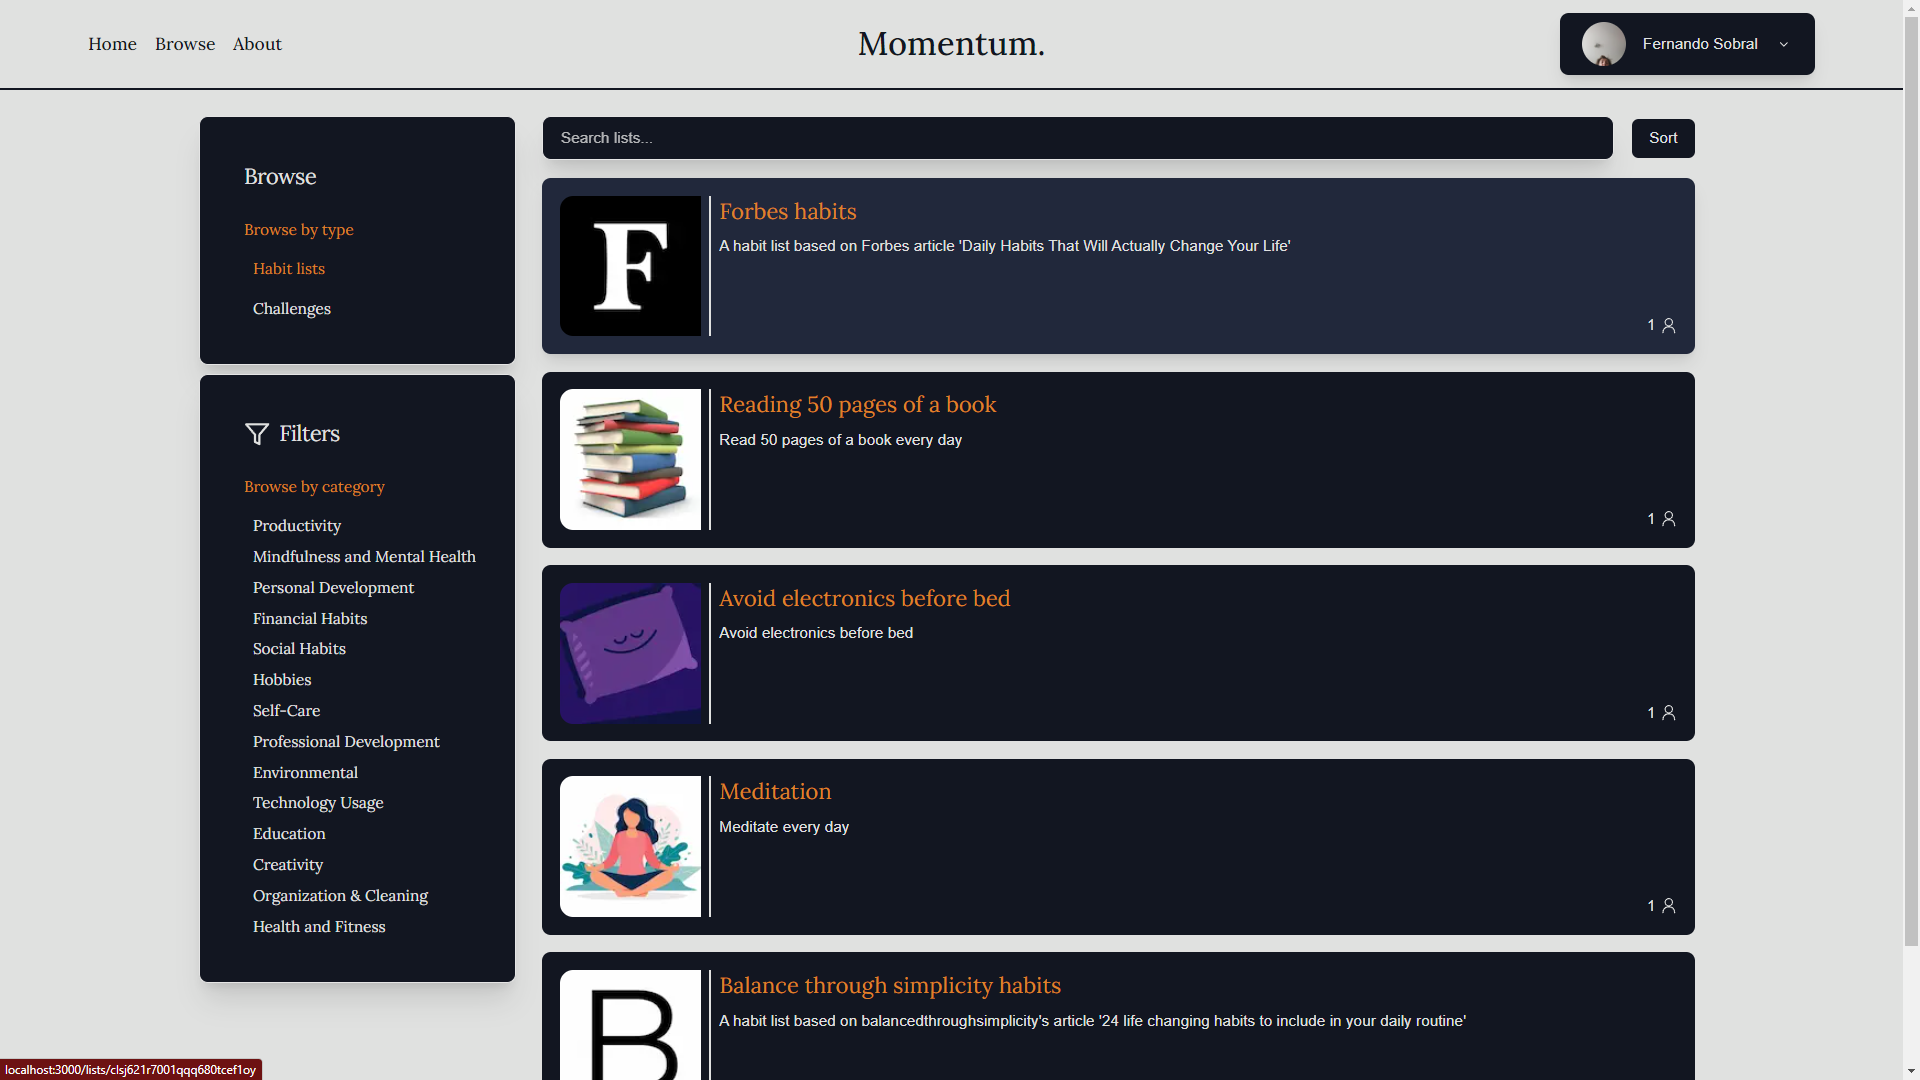 Home Browse About
Momentum.
Fernando Sobral
Browse
Browse by type
Habit lists
Challenges
Filters
Browse by category
Productivity
Mindfulness and Mental Health
Personal Development
Financial Habits
Social Habits
Hobbies
Self-Care
Professional Development
Environmental
Technology Usage
Education
Creativity
Organization & Cleaning
Health and Fitness
Search lists...
Sort
F
Forbes habits
A habit list based on Forbes article 'Daily Habits That Will Actually Change Your Life'
1
Reading 50 pages of a book
Read 50 pages of a book every day
1
Avoid electronics before bed
Avoid electronics before bed
1
Meditation
Meditate every day
1
B
Balance through simplicity habits
A habit list based on balancedthroughsimplicity's article '24 life changing habits to include in your daily routine'
localhost:3000/lists/clsj621r7001qqq680tcef1oy